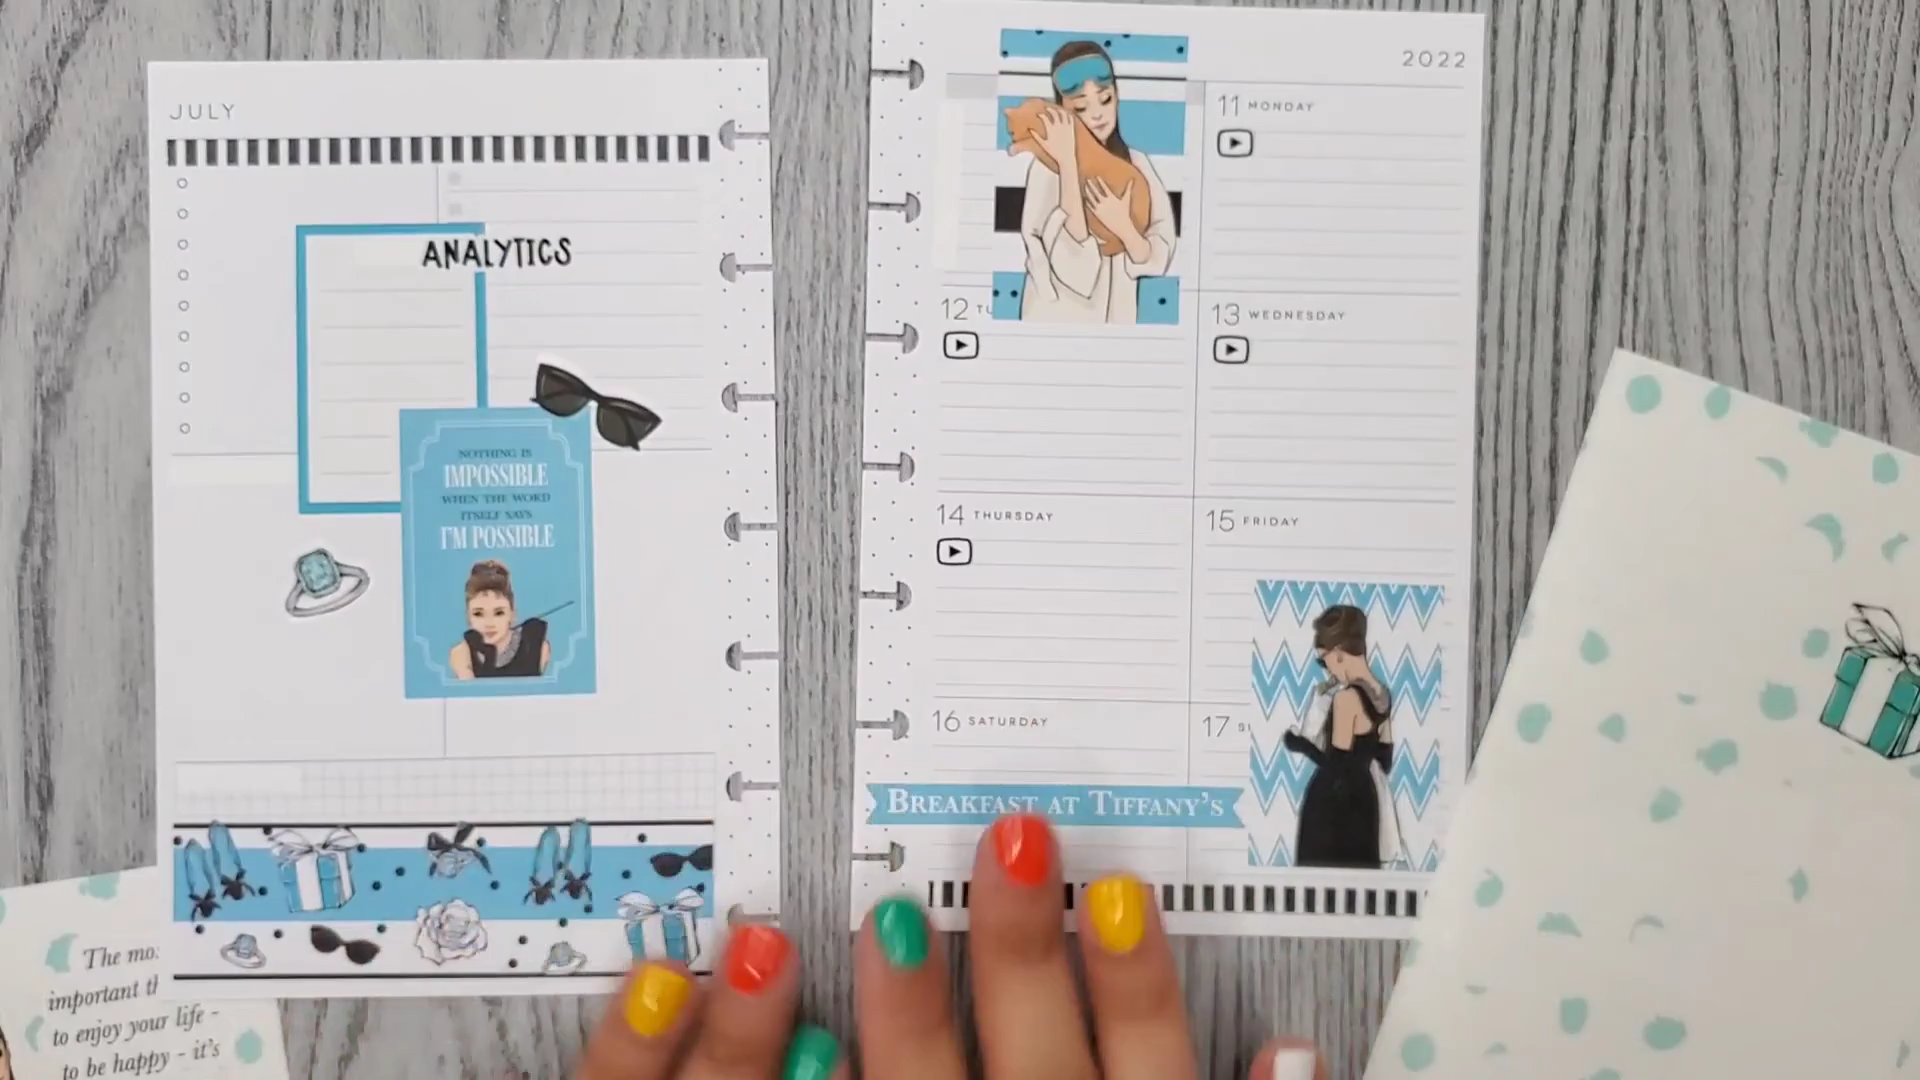 JULY
ANALYTICS
NOTHING IS
IMPOSSIBLE
WHEN THE WORD
ITSELF SAYS
I'M POSSIBLE
2022
11 MONDAY
12 TU
13 WEDNESDAY
14 THURSDAY
15 FRIDAY
16 SATURDAY
17 S
BREAKFAST AT TIFFANY'S
The mo
important th
to enjoy your life -
to be happy - it's